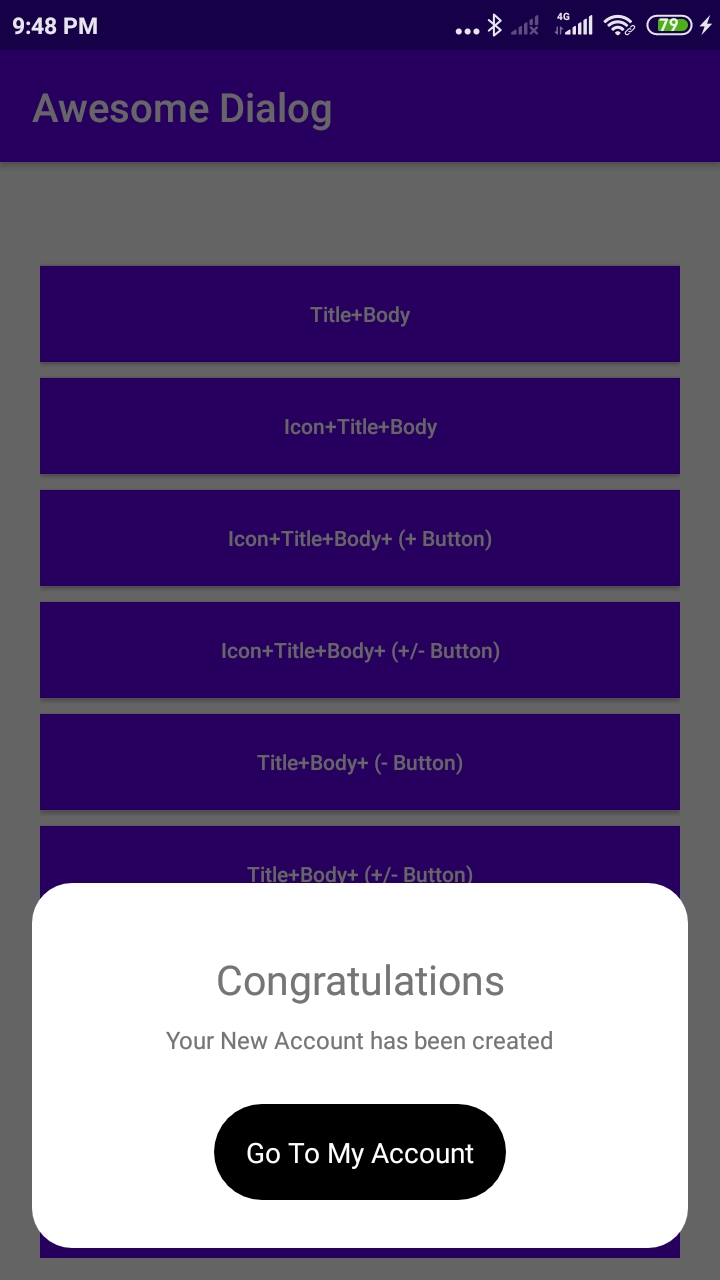 9:48 PM
4G
79
Awesome Dialog
Title+Body
Icon+Title+Body
Icon+Title+Body+ (+ Button)
Icon+Title+Body+ (+/- Button)
Title+Body+ (- Button)
Title+Body+ (+/- Button)
Congratulations
Your New Account has been created
Go To My Account